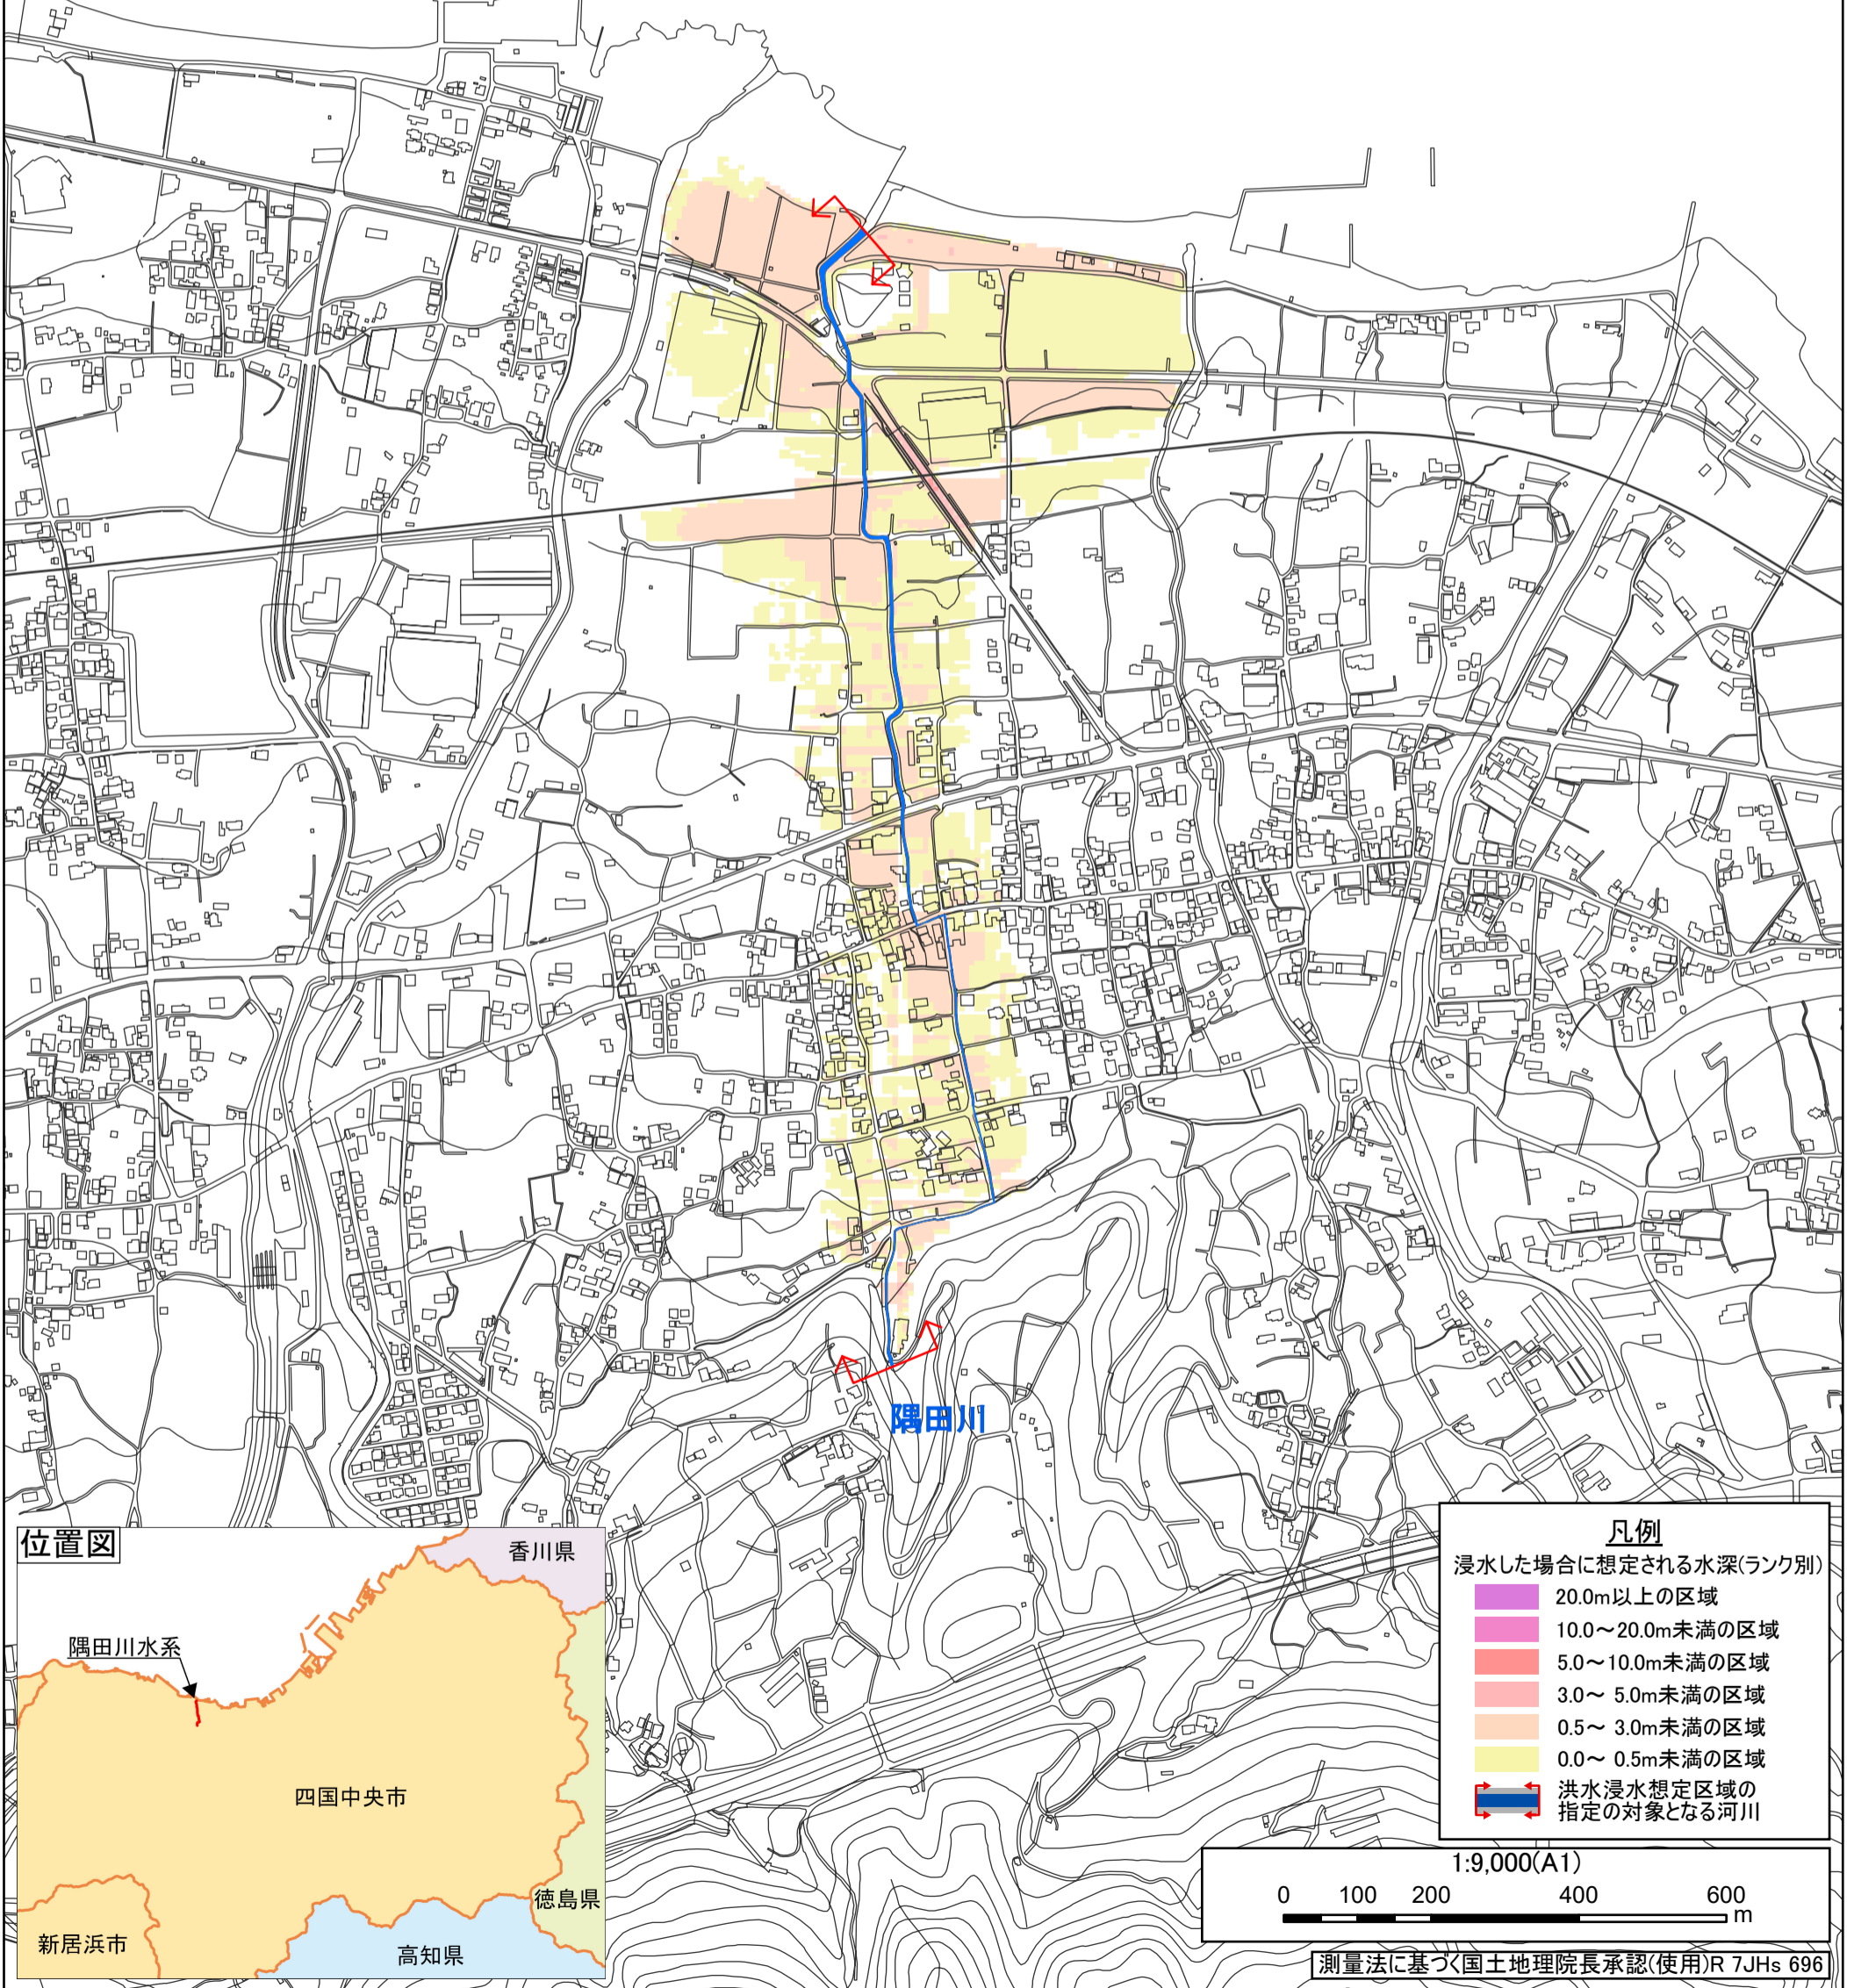 隅田川
位置図
香川県
隅田川水系
四国中央市
徳島県
新居浜市
高知県
凡例
浸水した場合に想定される水深(ランク別)
20.0m以上の区域
10.0～20.0m未満の区域
5.0～10.0m未満の区域
3.0～ 5.0m未満の区域
0.5～ 3.0m未満の区域
0.0～ 0.5m未満の区域
洪水浸水想定区域の
指定の対象となる河川
1:9,000(A1)
0 100 200 400 600
m
測量法に基づく国土地理院長承認(使用)R 7JHs 696